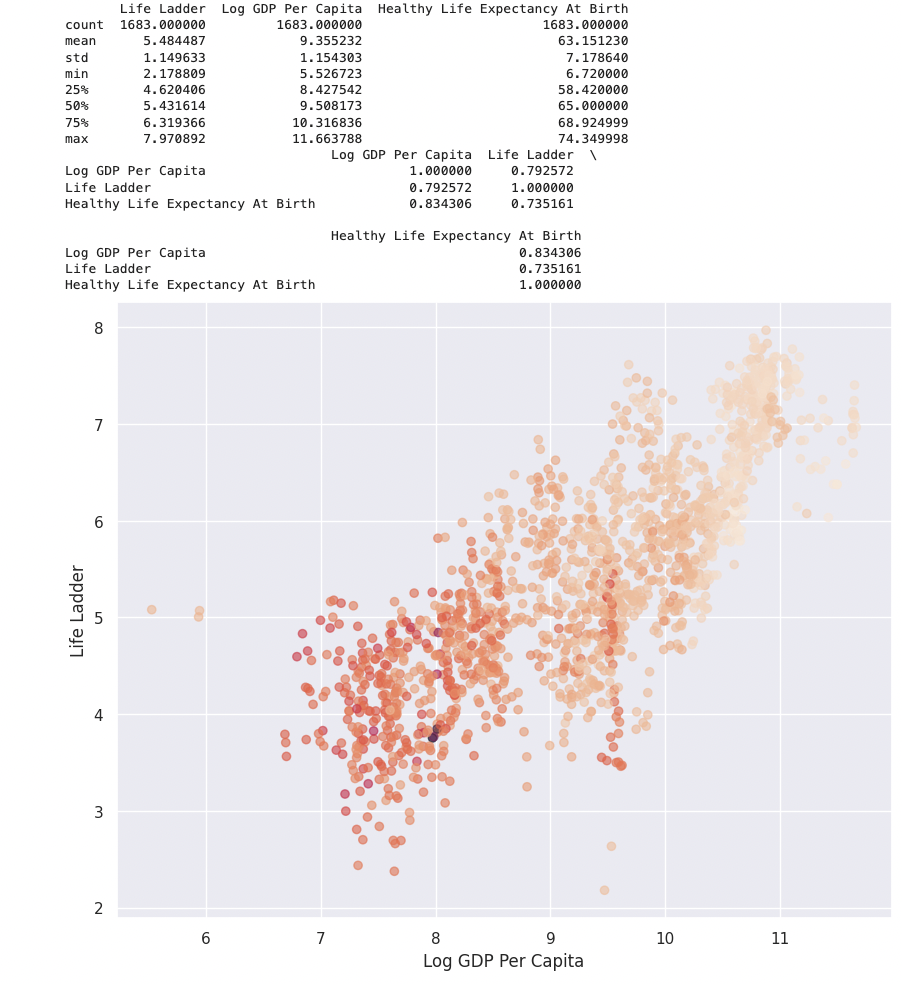 Life Ladder  Log GDP Per Capita  Healthy Life Expectancy At Birth
count  1683.000000  1683.000000  1683.000000
mean  5.484487  9.355232  63.151230
std  1.149633  1.154303  7.178640
min  2.178809  5.526723  6.720000
25%  4.620406  8.427542  58.420000
50%  5.431614  9.508173  65.000000
75%  6.319366  10.316836  68.924999
max  7.970892  11.663788  74.349998
Log GDP Per Capita  Life Ladder  \
Log GDP Per Capita  1.000000  0.792572
Life Ladder  0.792572  1.000000
Healthy Life Expectancy At Birth  0.834306  0.735161
Healthy Life Expectancy At Birth
Log GDP Per Capita  0.834306
Life Ladder  0.735161
Healthy Life Expectancy At Birth  1.000000
8
7
6
5
4
3
2
Life Ladder
6  7  8  9  10  11
Log GDP Per Capita